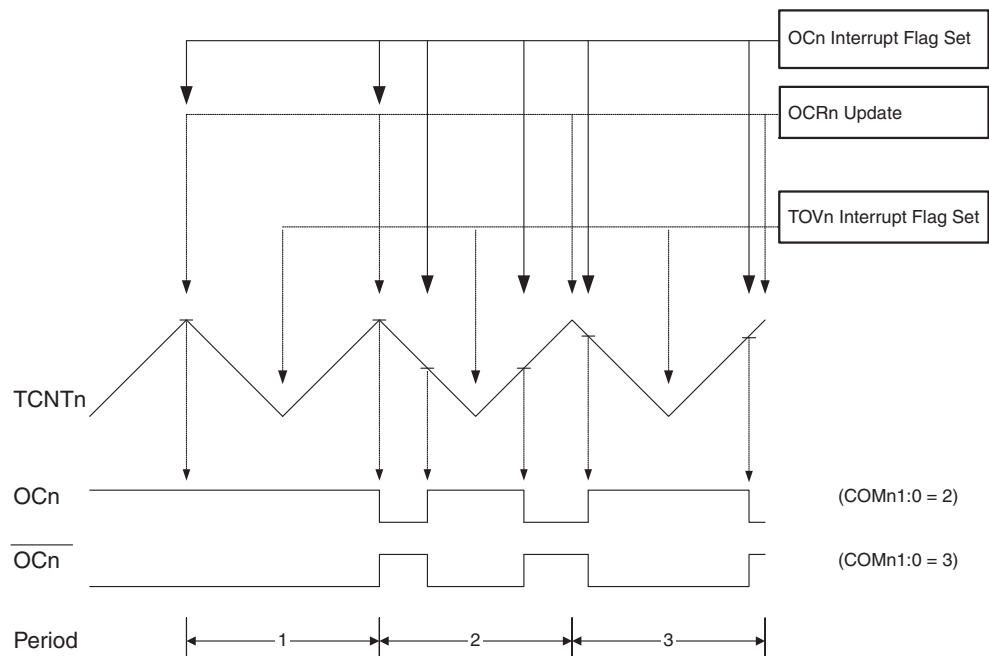 OCn Interrupt Flag Set
OCRn Update
TOVn Interrupt Flag Set
TCNTn
OCn
(COMn1:0 = 2)
OCn
(COMn1:0 = 3)
Period
1
2
3